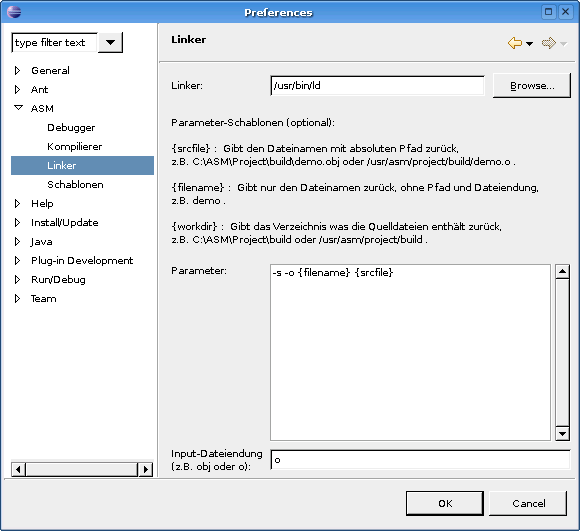 Preferences
type filter text
General
Ant
ASM
Debugger
Kompilierer
Linker
Schablonen
Help
Install/Update
Java
Plug-in Development
Run/Debug
Team
Linker
Linker:
/usr/bin/ld
Browse...
Parameter-Schablonen (optional):
{srcfile} :  Gibt den Dateinamen mit absoluten Pfad zurück,
z.B. C:\ASM\Project\build\demo.obj oder /usr/asm/project/build/demo.o .
{filename} :  Gibt nur den Dateinamen zurück, ohne Pfad und Dateiendung,
z.B. demo .
{workdir} :  Gibt das Verzeichnis was die Quelldateien enthält zurück,
z.B. C:\ASM\Project\build oder /usr/asm/project/build .
Parameter:
-s -o {filename} {srcfile}
Input-Dateiendung
(z.B. obj oder o):
o
OK
Cancel